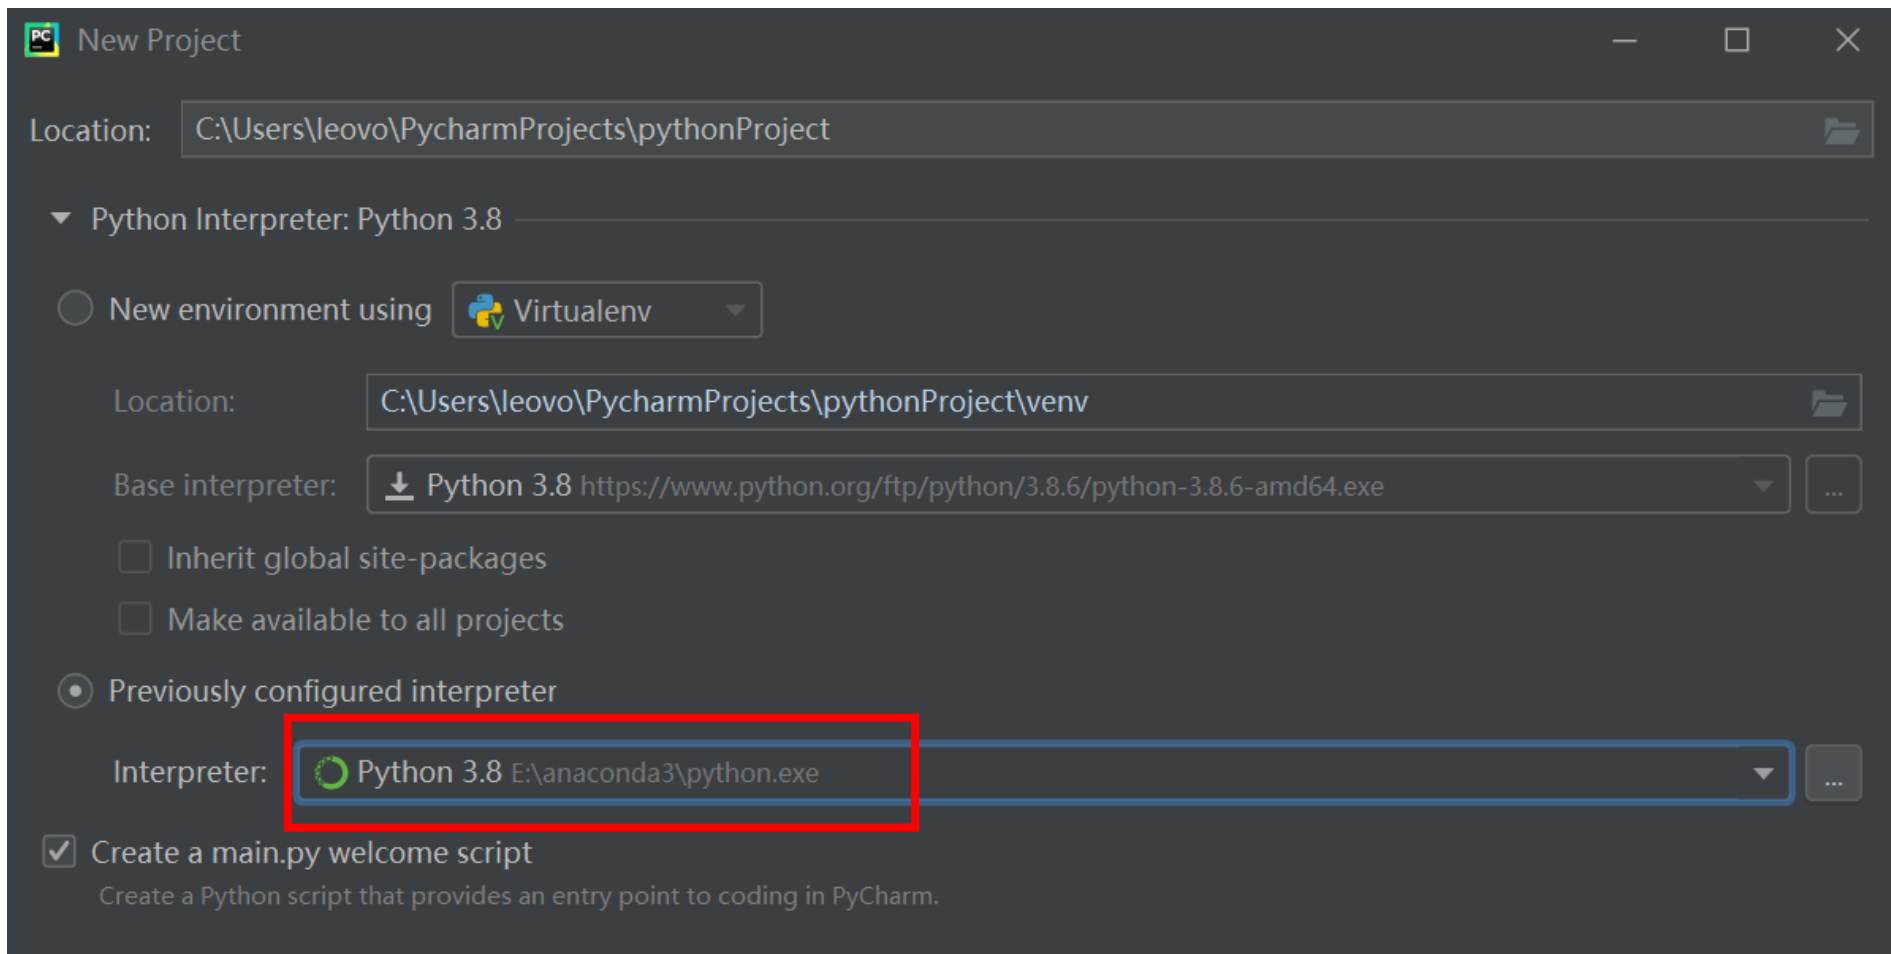 PC New Project
Location: C:\Users\leovo\PycharmProjects\pythonProject
Python Interpreter: Python 3.8
New environment using Virtualenv
Location: C:\Users\leovo\PycharmProjects\pythonProject\venv
Base interpreter: Python 3.8 https://www.python.org/ftp/python/3.8.6/python-3.8.6-amd64.exe ...
Inherit global site-packages
Make available to all projects
Previously configured interpreter
Interpreter: Python 3.8 E:\anaconda3\python.exe ...
Create a main.py welcome script
Create a Python script that provides an entry point to coding in PyCharm.